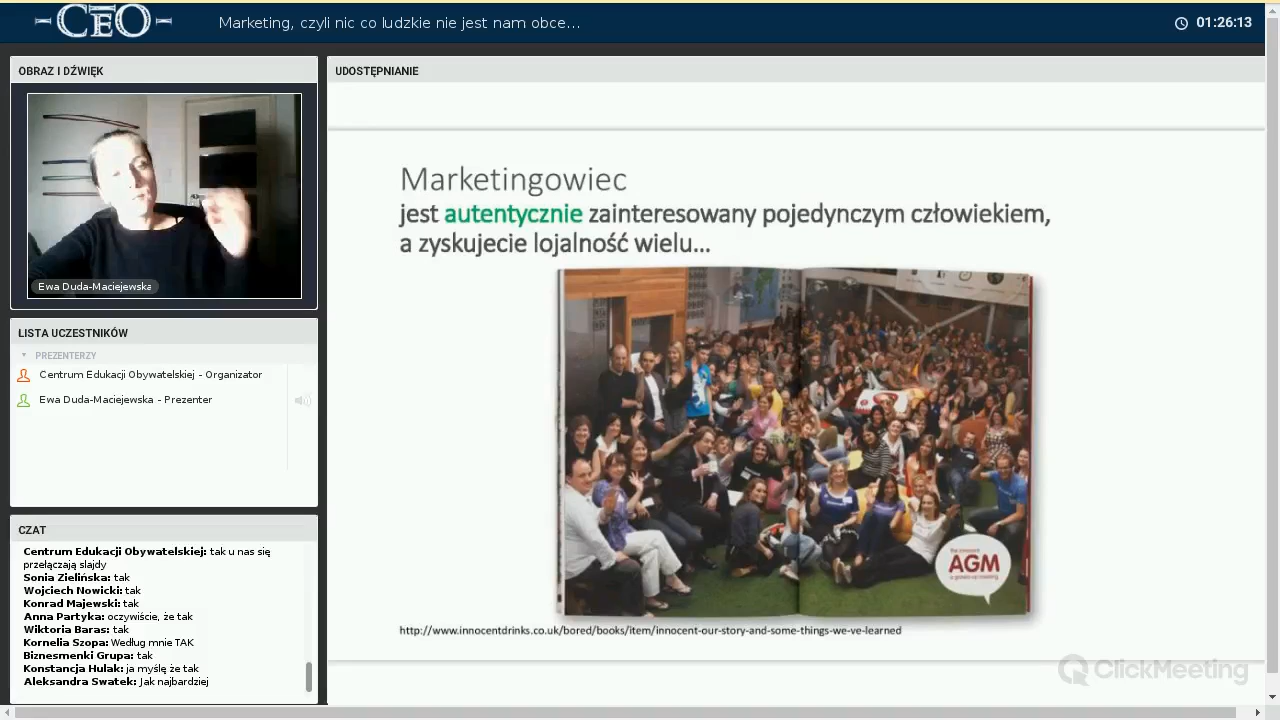 CEO
Marketing, czyli nic co ludzkie nie jest nam obce...
01:26:13
OBRAZ I DŹWIĘK
Ewa Duda-Maciejewska
LISTA UCZESTNIKÓW
PREZENTERZY
Centrum Edukacji Obywatelskiej - Organizator
Ewa Duda-Maciejewska - Prezenter
CZAT
Centrum Edukacji Obywatelskiej: tak u nas się
przełączają slajdy
Sonia Zielińska: tak
Wojciech Nowicki: tak
Konrad Majewski: tak
Anna Partyka: oczywiście, że tak
Wiktoria Baras: tak
Kornelia Szopa: Według mnie TAK
Biznesmenki Grupa: tak
Konstancja Hulak: ja myślę że tak
Aleksandra Swatek: Jak najbardziej
UDOSTĘPNIANIE
Marketingowiec
jest autentycznie zainteresowany pojedynczym człowiekiem,
a zyskujecie lojalność wielu...
the innocent
AGM
a grown-up meeting
http://www.innocentdrinks.co.uk/bored/books/item/innocent-our-story-and-some-things-we-ve-learned
ClickMeeting